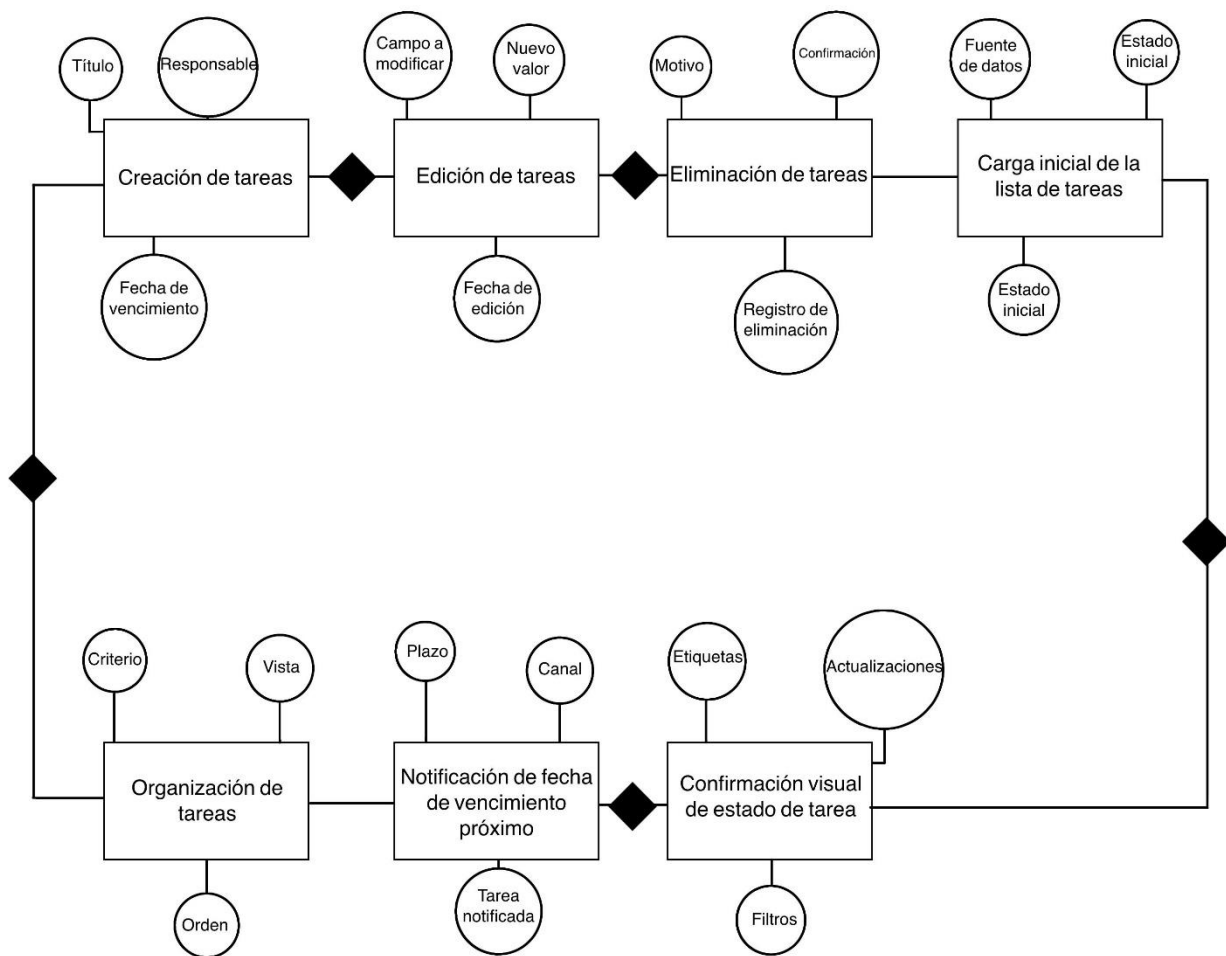 Título
Responsable
Campo a
modificar
Nuevo
valor
Motivo
Confirmación
Fuente
de datos
Estado
inicial
Creación de tareas
Edición de tareas
Eliminación de tareas
Carga inicial de la
lista de tareas
Fecha de
vencimiento
Fecha de
edición
Registro de
eliminación
Estado
inicial
Criterio
Vista
Plazo
Canal
Etiquetas
Actualizaciones
Organización de
tareas
Notificación de fecha
de vencimiento
próximo
Confirmación visual
de estado de tarea
Orden
Tarea
notificada
Filtros